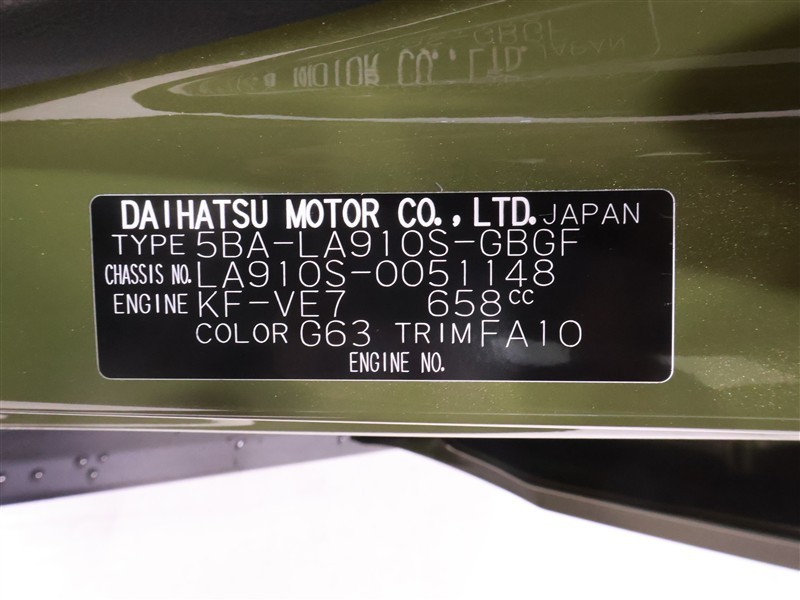 DAIHATSU MOTOR CO., LTD. JAPAN
TYPE 5BA-LA910S-GBGF
CHASSIS NO. LA910S-0051148
ENGINE KF-VE7 658cc
COLOR G63 TRIM FA10
ENGINE NO.